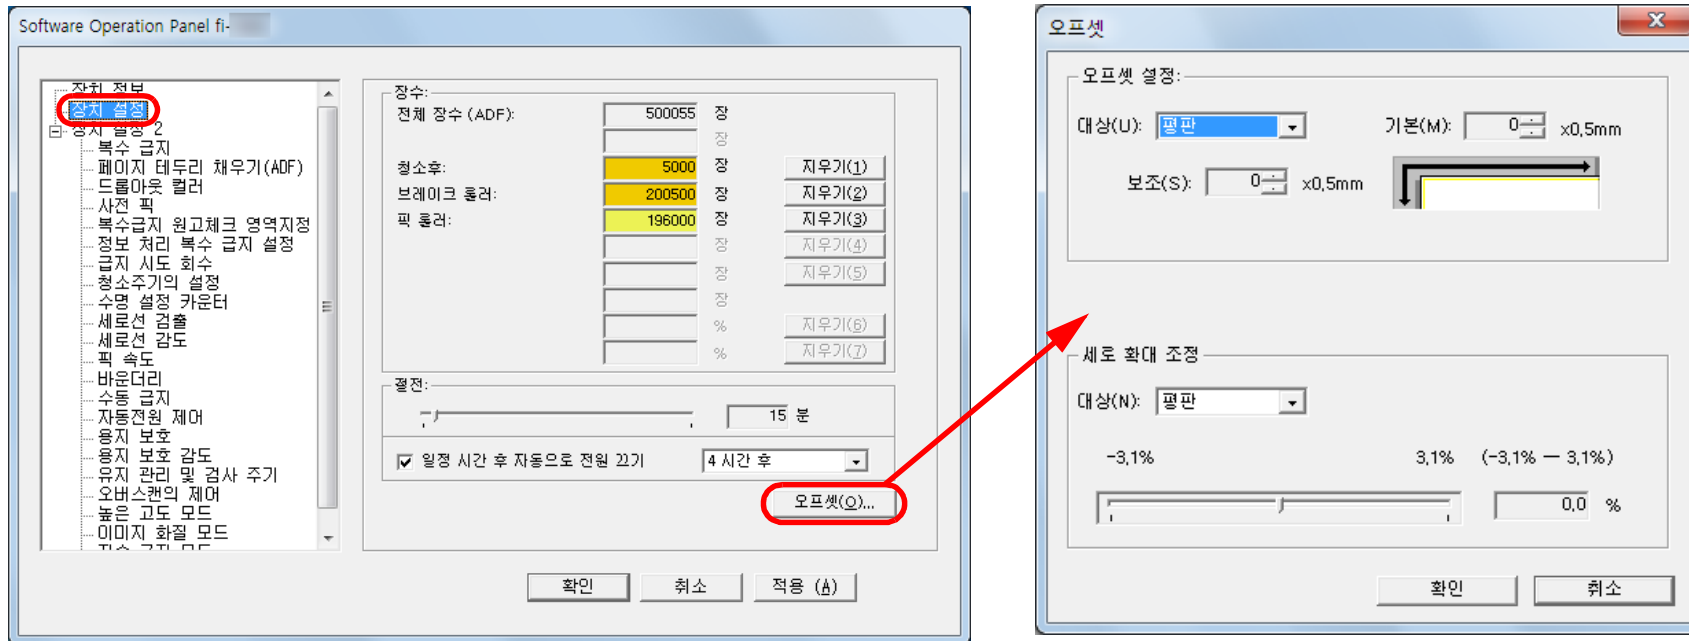 Software Operation Panel fi-
장치 정보
장치 설정
장치 설정 2
복수 급지
페이지 테두리 채우기(ADF)
드롭아웃 컬러
사전 픽
복수급지 원고체크 영역지정
정보 처리 복수 급지 설정
급지 시도 회수
청소주기의 설정
수명 설정 카운터
세로선 검출
세로선 감도
픽 속도
바운더리
수동 급지
자동전원 제어
용지 보호
용지 보호 감도
유지 관리 및 검사 주기
오버스캔의 제어
높은 고도 모드
이미지 화질 모드
장수:
전체 장수 (ADF): 500055 장
장
청소후: 5000 장 지우기(1)
브레이크 롤러: 200500 장 지우기(2)
픽 롤러: 196000 장 지우기(3)
장 지우기(4)
장 지우기(5)
장
% 지우기(6)
% 지우기(7)
절전:
15 분
일정 시간 후 자동으로 전원 끄기 4 시간 후
오프셋(O)...
확인 취소 적용 (A)
오프셋
오프셋 설정:
대상(U): 평판 기본(M): 0 x0,5mm
보조(S): 0 x0,5mm
세로 확대 조정
대상(N): 평판
-3,1% 3,1% (-3,1% — 3,1%)
0,0 %
확인 취소